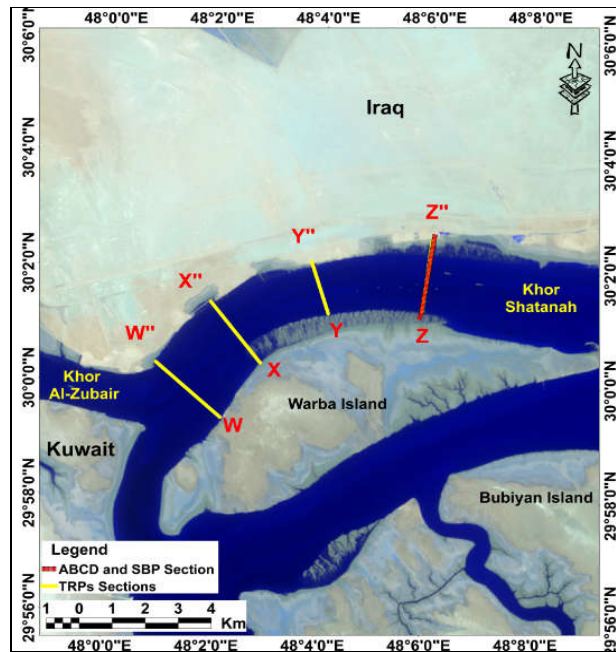 48°0'0"E 48°2'0"E 48°4'0"E 48°6'0"E 48°8'0"E
30°6'0"N
30°6'0"N
N
Iraq
30°4'0"N
30°4'0"N
Z"
Y"
30°2'0"N
30°2'0"N
X"
Khor
Shatanah
W"
Y
Z
X
Khor
Al-Zubair
30°0'0"N
30°0'0"N
Warba Island
W
Kuwait
Bubiyan Island
29°58'0"N
29°58'0"N
Legend
ABCD and SBP Section
TRPs Sections
1 0 1 2 3 4
Km
29°56'0"N
29°56'0"N
48°0'0"E 48°2'0"E 48°4'0"E 48°6'0"E 48°8'0"E